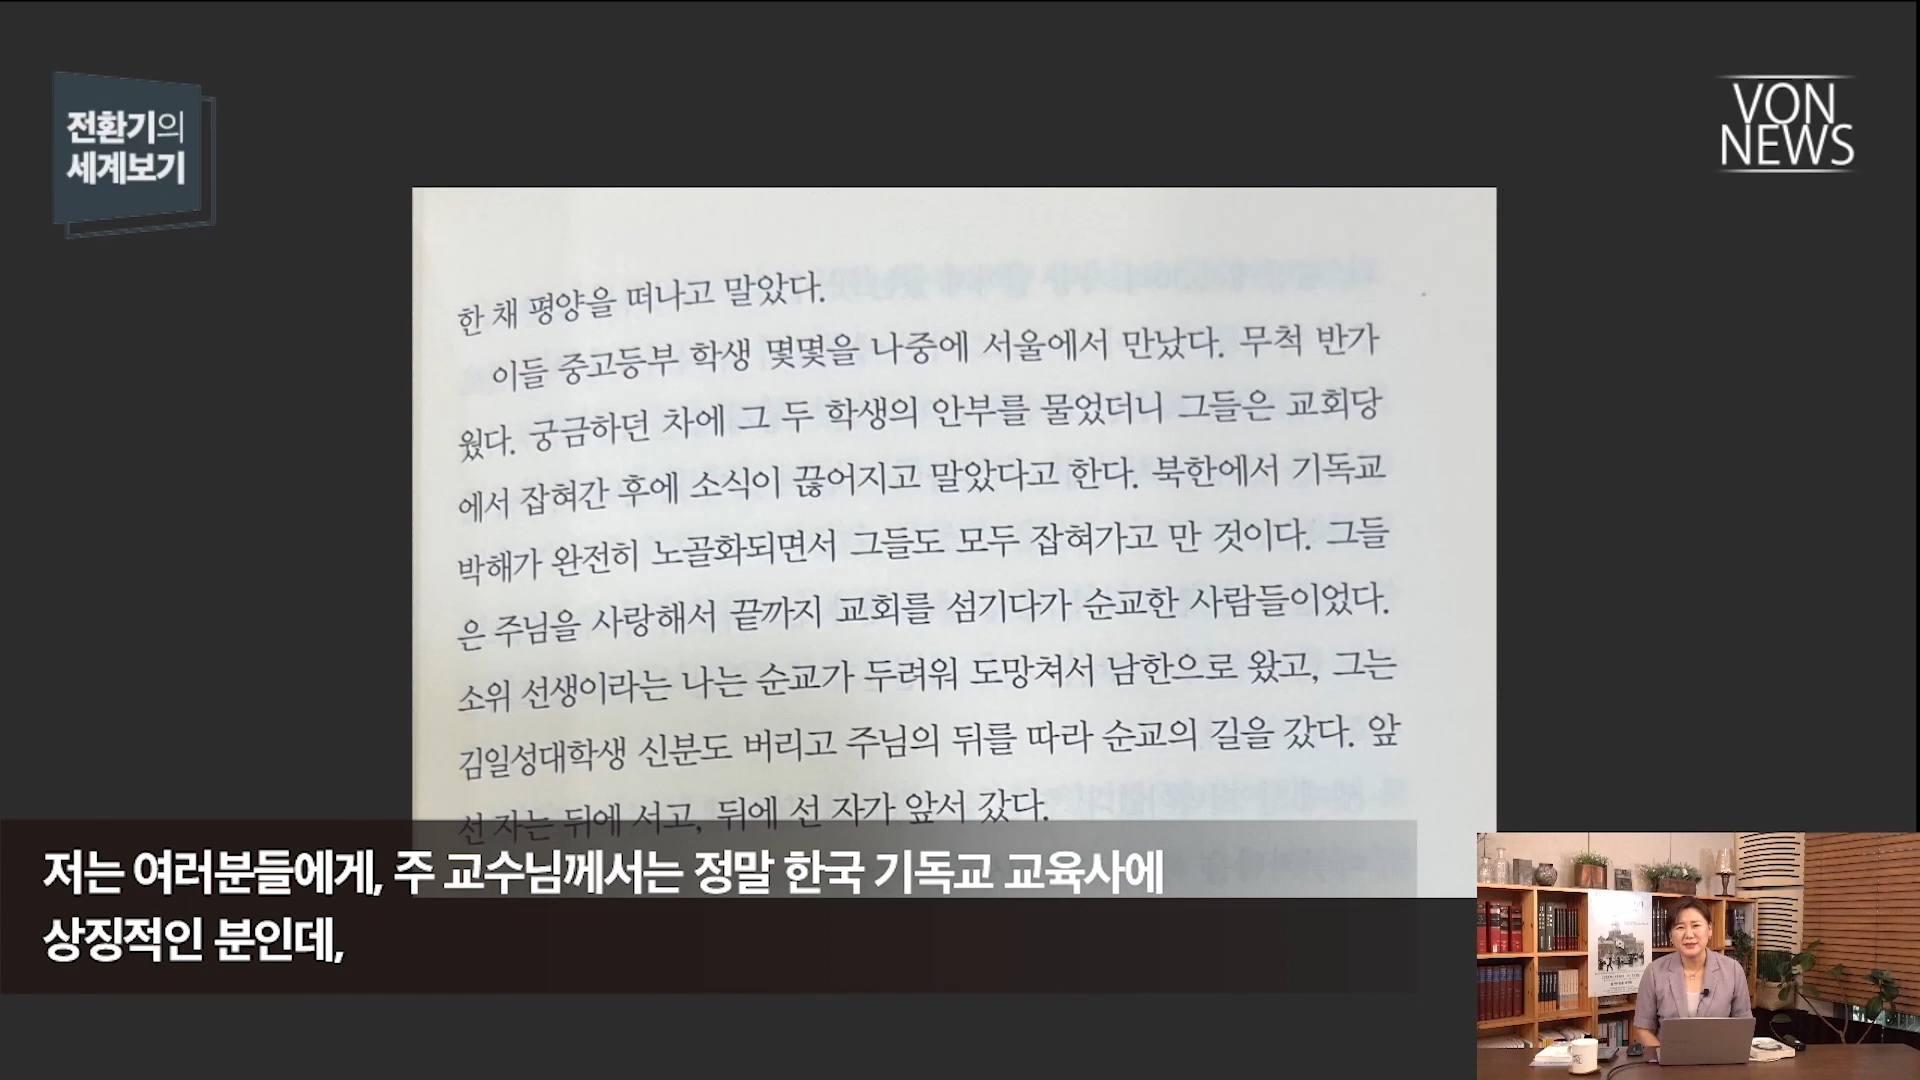 전환기의
세계보기
VON
NEWS
한 채 평양을 떠나고 말았다.
이들 중고등부 학생 몇몇을 나중에 서울에서 만났다. 무척 반가
웠다. 궁금하던 차에 그 두 학생의 안부를 물었더니 그들은 교회당
에서 잡혀간 후에 소식이 끊어지고 말았다고 한다. 북한에서 기독교
박해가 완전히 노골화되면서 그들도 모두 잡혀가고 만 것이다. 그들
은 주님을 사랑해서 끝까지 교회를 섬기다가 순교한 사람들이었다.
소위 선생이라는 나는 순교가 두려워 도망쳐서 남한으로 왔고, 그는
김일성대학생 신분도 버리고 주님의 뒤를 따라 순교의 길을 갔다. 앞
선 자는 뒤에 서고, 뒤에 선 자가 앞서 갔다.
저는 여러분들에게, 주 교수님께서는 정말 한국 기독교 교육사에
상징적인 분인데,